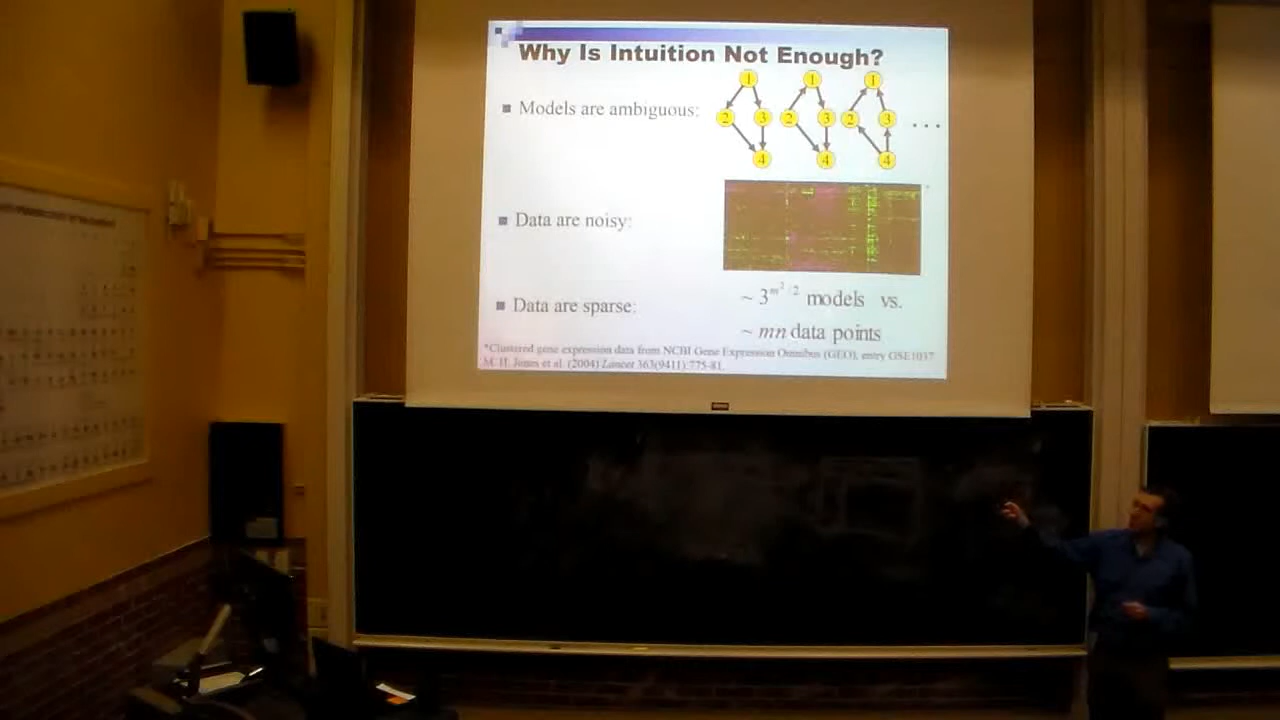 Why Is Intuition Not Enough?
■ Models are ambiguous:
1 1 1
2 3 2 3 2 3 ...
4 4 4
■ Data are noisy:
*
■ Data are sparse:
~ 3^{m^2/2} models vs.
~ mn data points
*Clustered gene expression data from NCBI Gene Expression Omnibus (GEO), entry GSE1037
M. H. Jones et al. (2004) Lancet 363(9411):775-81.